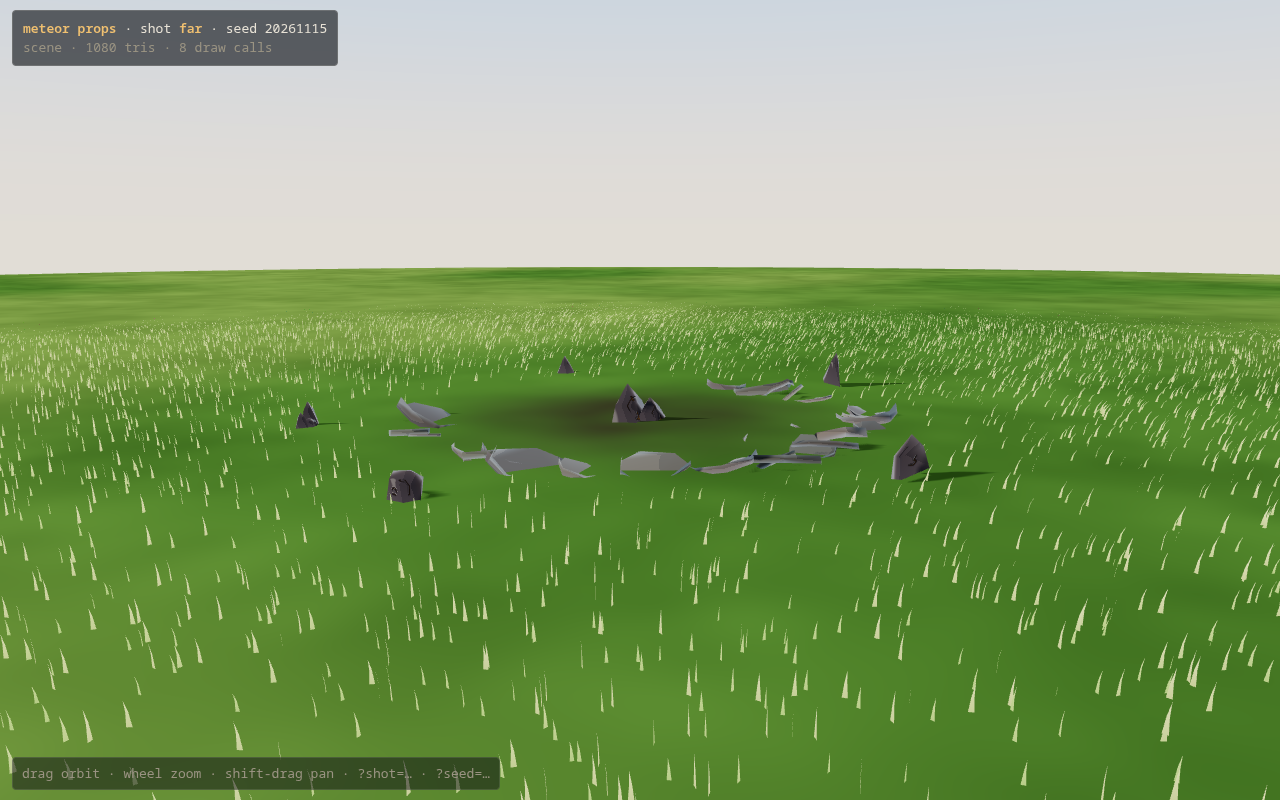 meteor props · shot far · seed 20261115
scene · 1080 tris · 8 draw calls
drag orbit · wheel zoom · shift-drag pan · ?shot=… · ?seed=…